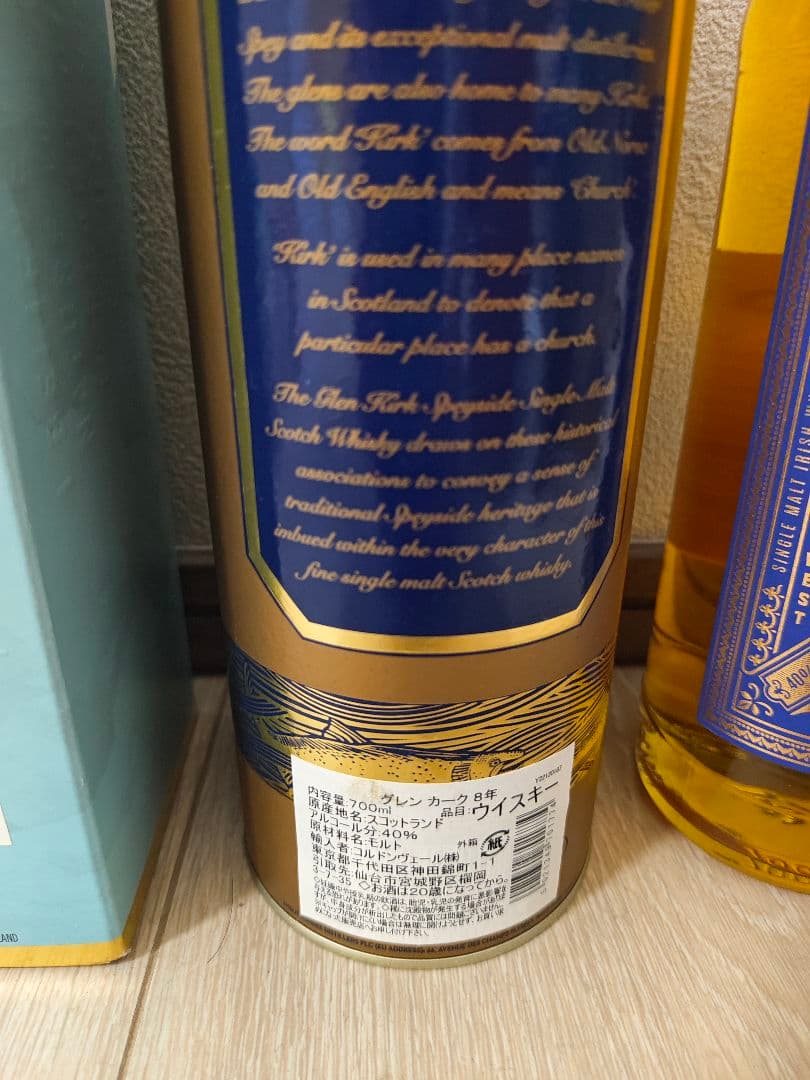 Spey and its exceptional malt distilleries.
The glens are also home to many Kirks.
The word 'Kirk' comes from Old Norse
and Old English and means 'Church'.
'Kirk' is used in many place names
in Scotland to denote that a
particular place has a church.
The Glen Kirk Speyside Single Malt
Scotch Whisky draws on these historical
associations to convey a sense of
traditional Speyside heritage that is
imbued within the very character of this
fine single malt Scotch whisky.
グレン カーク 8年
内容量:700ml 品目:ウイスキー
原産地名:スコットランド
アルコール分:40%
原材料名:モルト 外箱 紙
輸入者:コルドンヴェール(株)
東京都千代田区神田錦町1-1
引取先:仙台市宮城野区榴岡
3-7-35 ◇お酒は20歳になってから。
SINGLE MALT IRISH
EST
40%
LAND